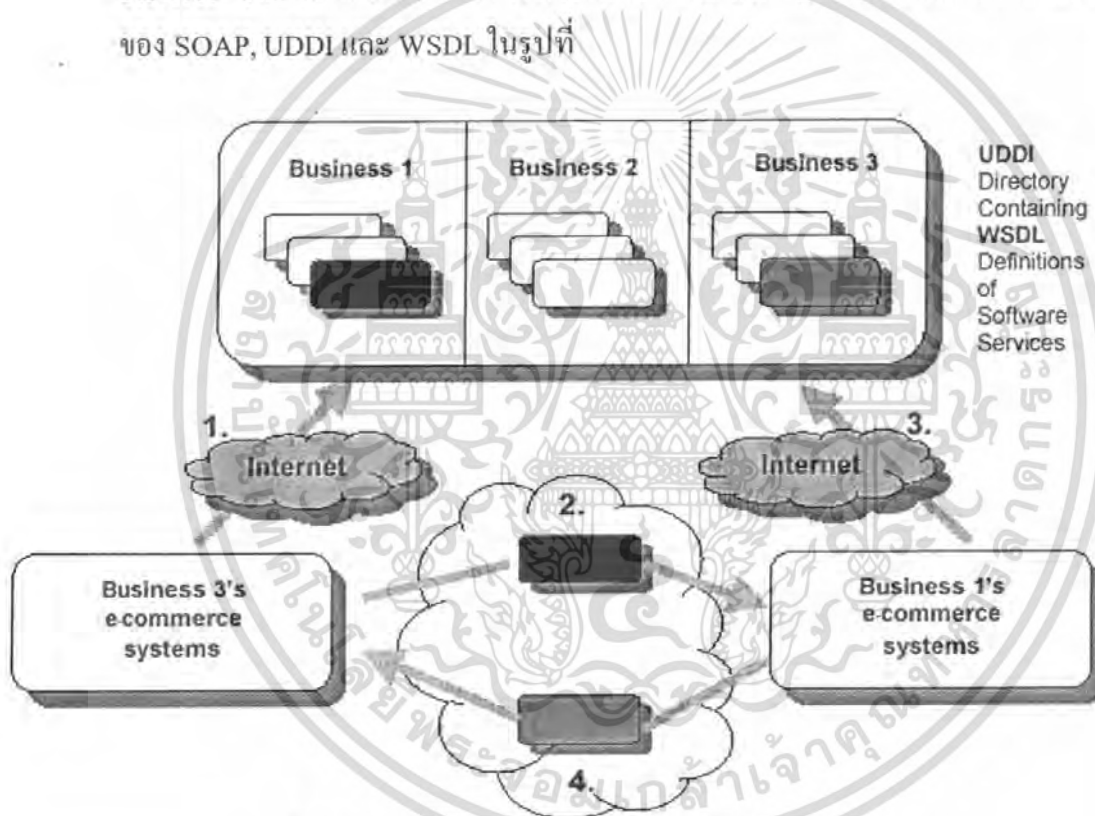 ของ SOAP, UDDI และ WSDL ในรูปที่
Business 1
Business 2
Business 3
UDDI
Directory
Containing
WSDL
Definitions
of
Software
Services
1.
Internet
3.
Internet
2.
Business 3's
e-commerce
systems
Business 1's
e-commerce
systems
4.